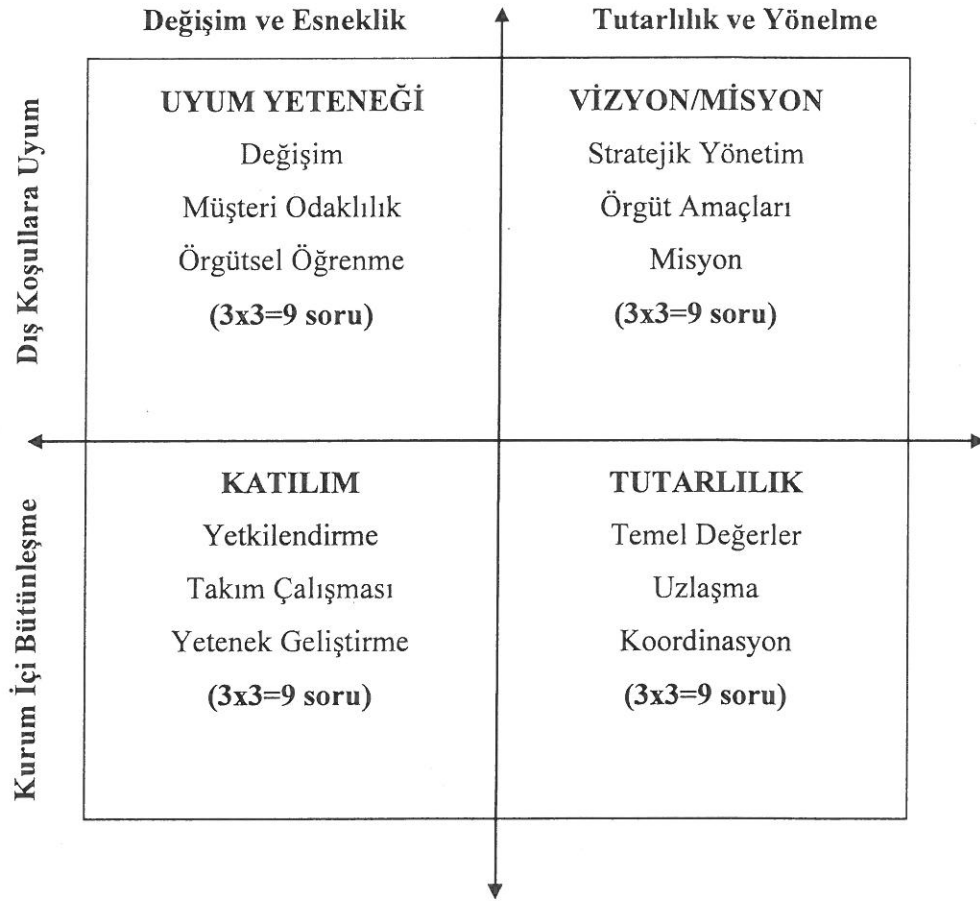 Değişim ve Esneklik
Tutarlılık ve Yönelme
Dış Koşullara Uyum
UYUM YETENEĞİ
Değişim
Müşteri Odaklılık
Örgütsel Öğrenme
(3x3=9 soru)
VİZYON/MİSYON
Stratejik Yönetim
Örgüt Amaçları
Misyon
(3x3=9 soru)
Kurum İçi Bütünleşme
KATILIM
Yetkilendirme
Takım Çalışması
Yetenek Geliştirme
(3x3=9 soru)
TUTARLILIK
Temel Değerler
Uzlaşma
Koordinasyon
(3x3=9 soru)